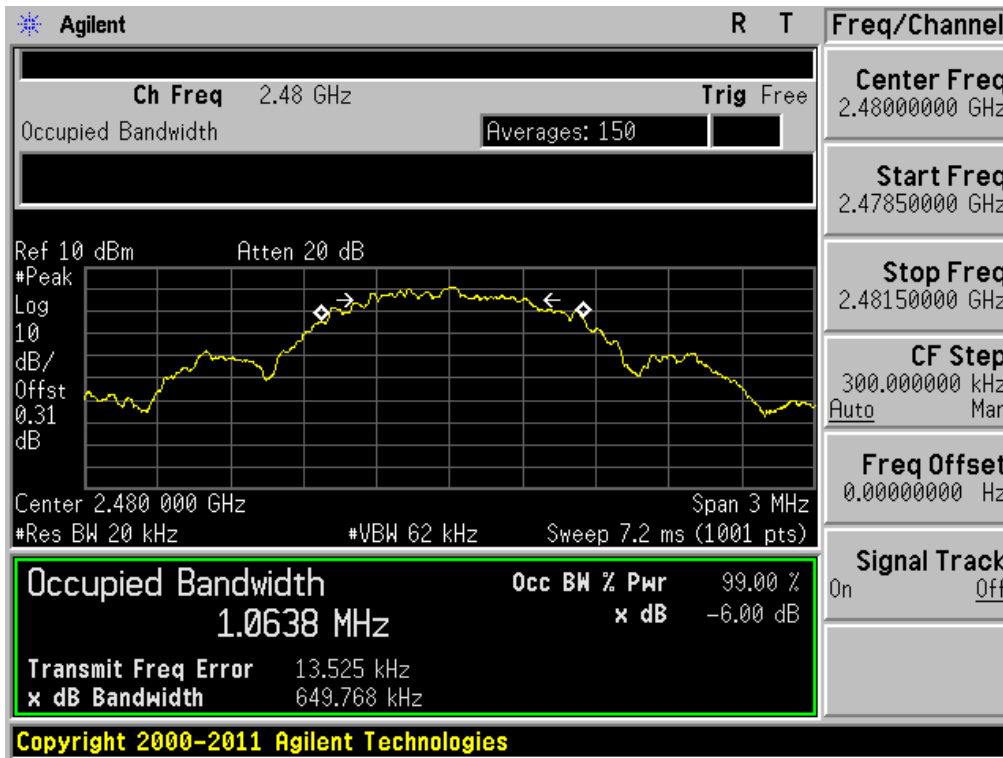 Agilent R T Freq/Channel
Ch Freq 2.48 GHz Trig Free
Occupied Bandwidth Averages: 150
Center Freq
2.48000000 GHz
Start Freq
2.47850000 GHz
Stop Freq
2.48150000 GHz
CF Step
300.000000 kHz
Auto Man
Freq Offset
0.00000000 Hz
Signal Track
On Off
Ref 10 dBm Atten 20 dB
#Peak
Log
10
dB/
Offst
0.31
dB
Center 2.480 000 GHz Span 3 MHz
#Res BW 20 kHz #VBW 62 kHz Sweep 7.2 ms (1001 pts)
Occupied Bandwidth Occ BW % Pwr 99.00 %
1.0638 MHz x dB -6.00 dB
Transmit Freq Error 13.525 kHz
x dB Bandwidth 649.768 kHz
Copyright 2000-2011 Agilent Technologies